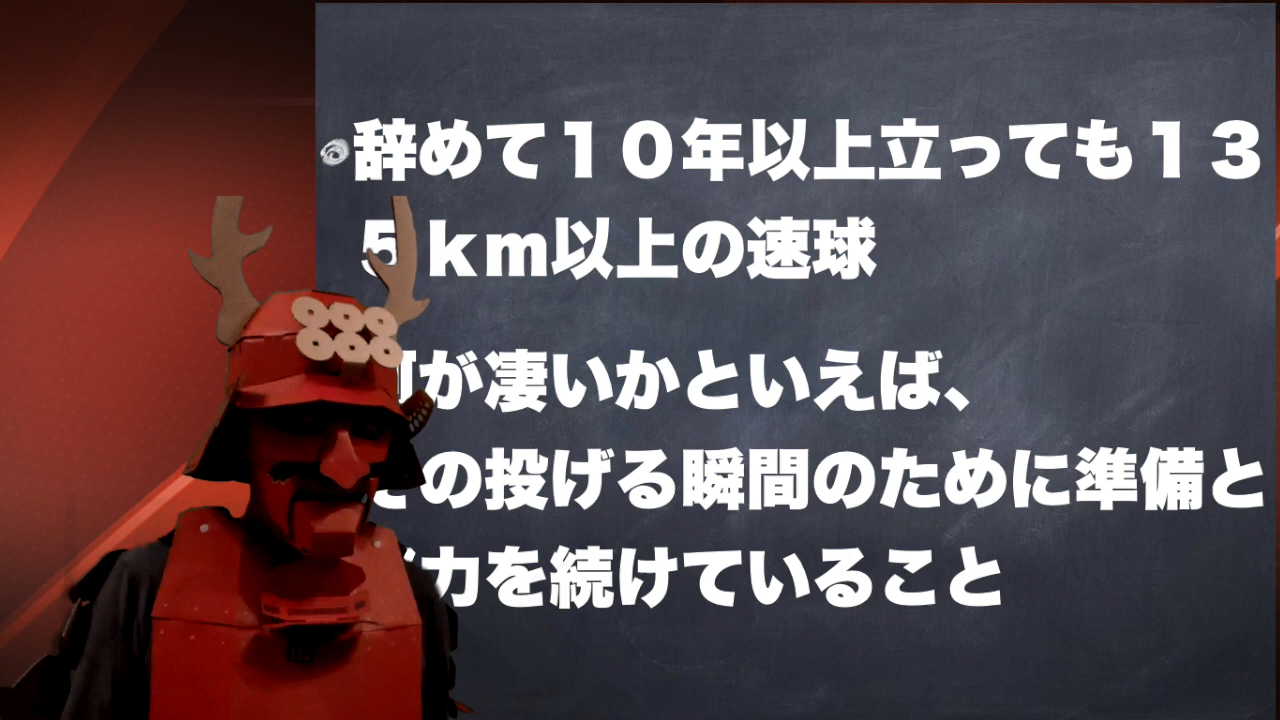 辞めて１０年以上立っても１３
５ｋｍ以上の速球
が凄いかといえば、
の投げる瞬間のために準備と
力を続けていること